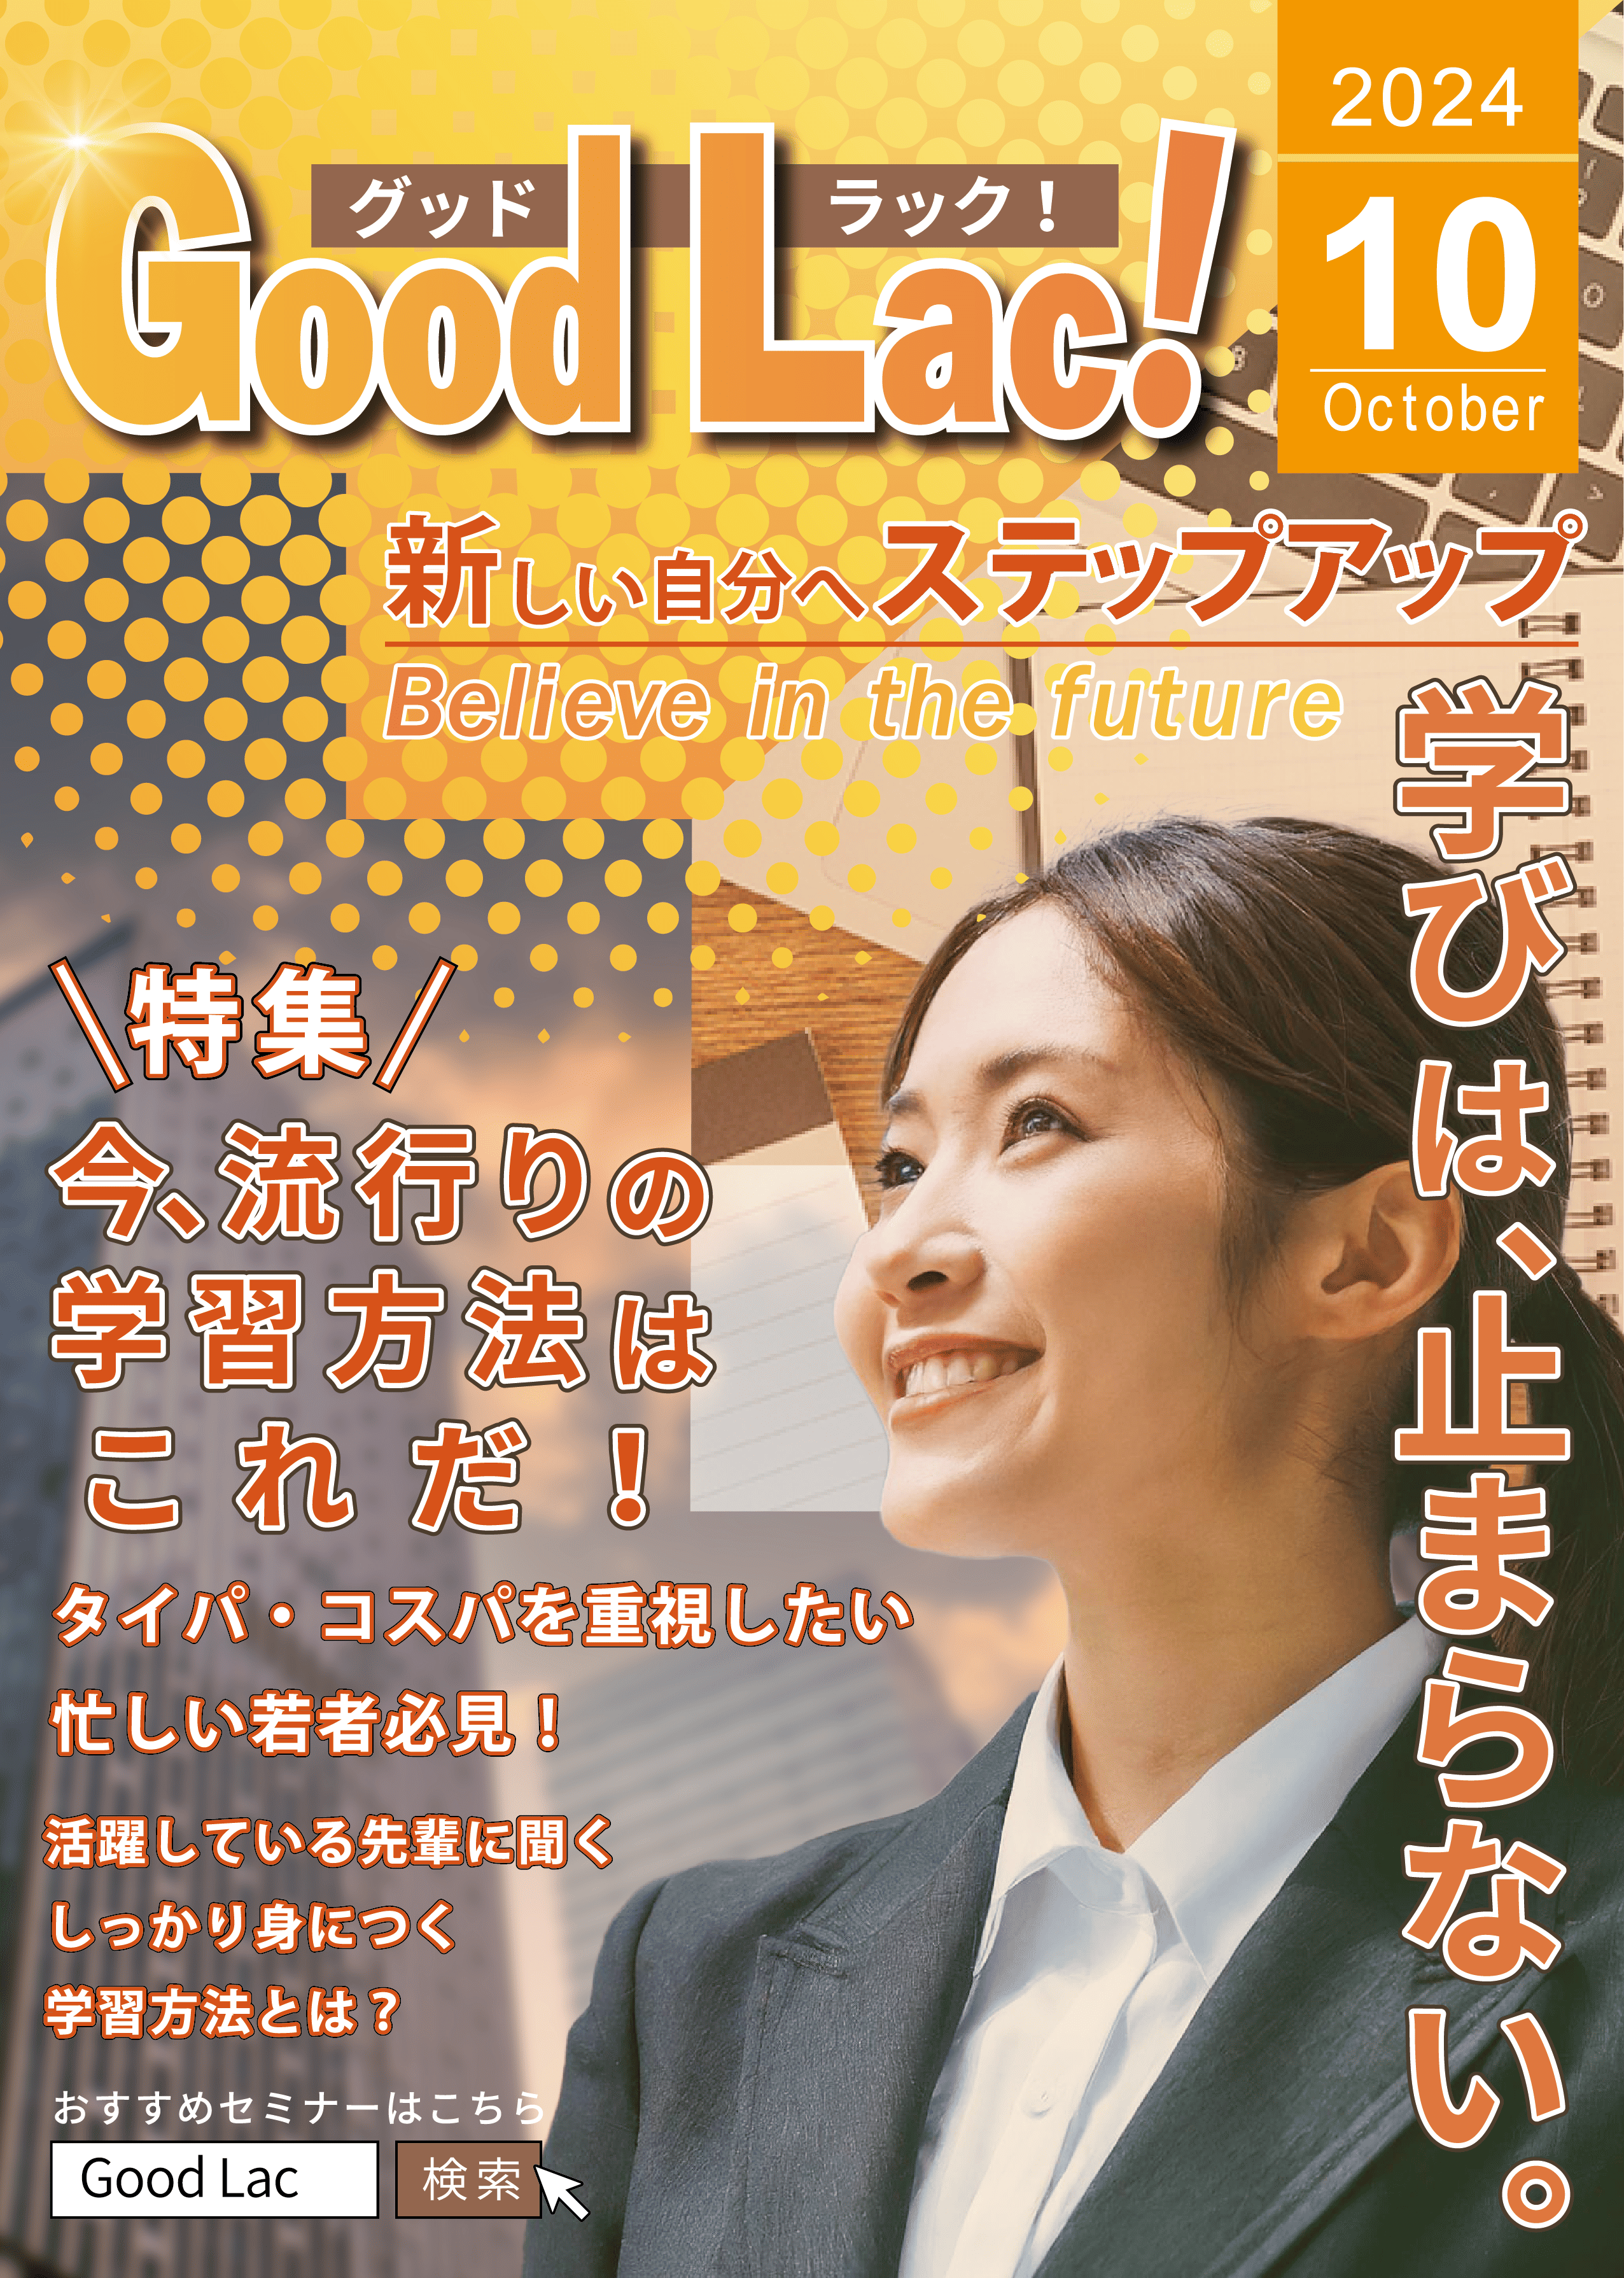 2024
10
October
グッド ラック！
Good Lac!
新しい自分へステップアップ
Believe in the future
学びは、止まらない。
\特集/
今、流行りの
学習方法は
これだ！
タイパ・コスパを重視したい
忙しい若者必見！
活躍している先輩に聞く
しっかり身につく
学習方法とは？
おすすめセミナーはこちら
Good Lac 検索